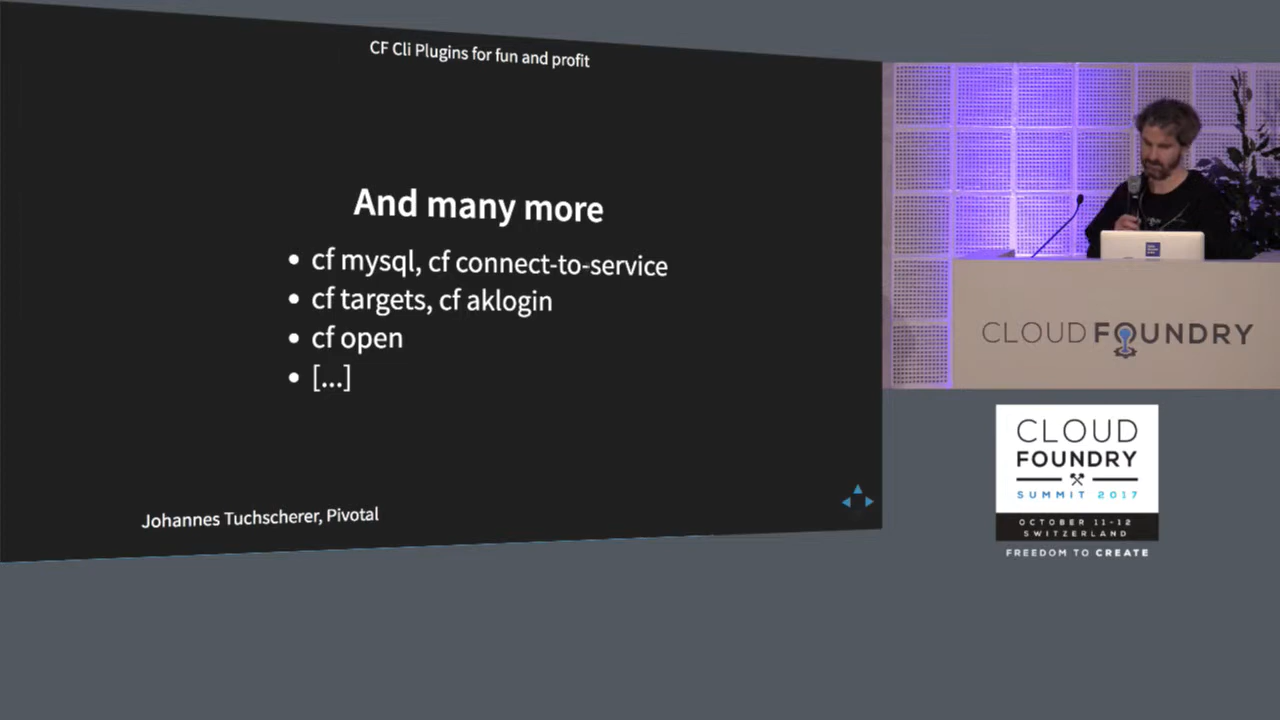 CF Cli Plugins for fun and profit
And many more
• cf mysql, cf connect-to-service
• cf targets, cf aklogin
• cf open
• [...]
Johannes Tuchscherer, Pivotal
CLOUD FOUNDRY
CLOUD
FOUNDRY
SUMMIT 2017
OCTOBER 11-12
SWITZERLAND
FREEDOM TO CREATE